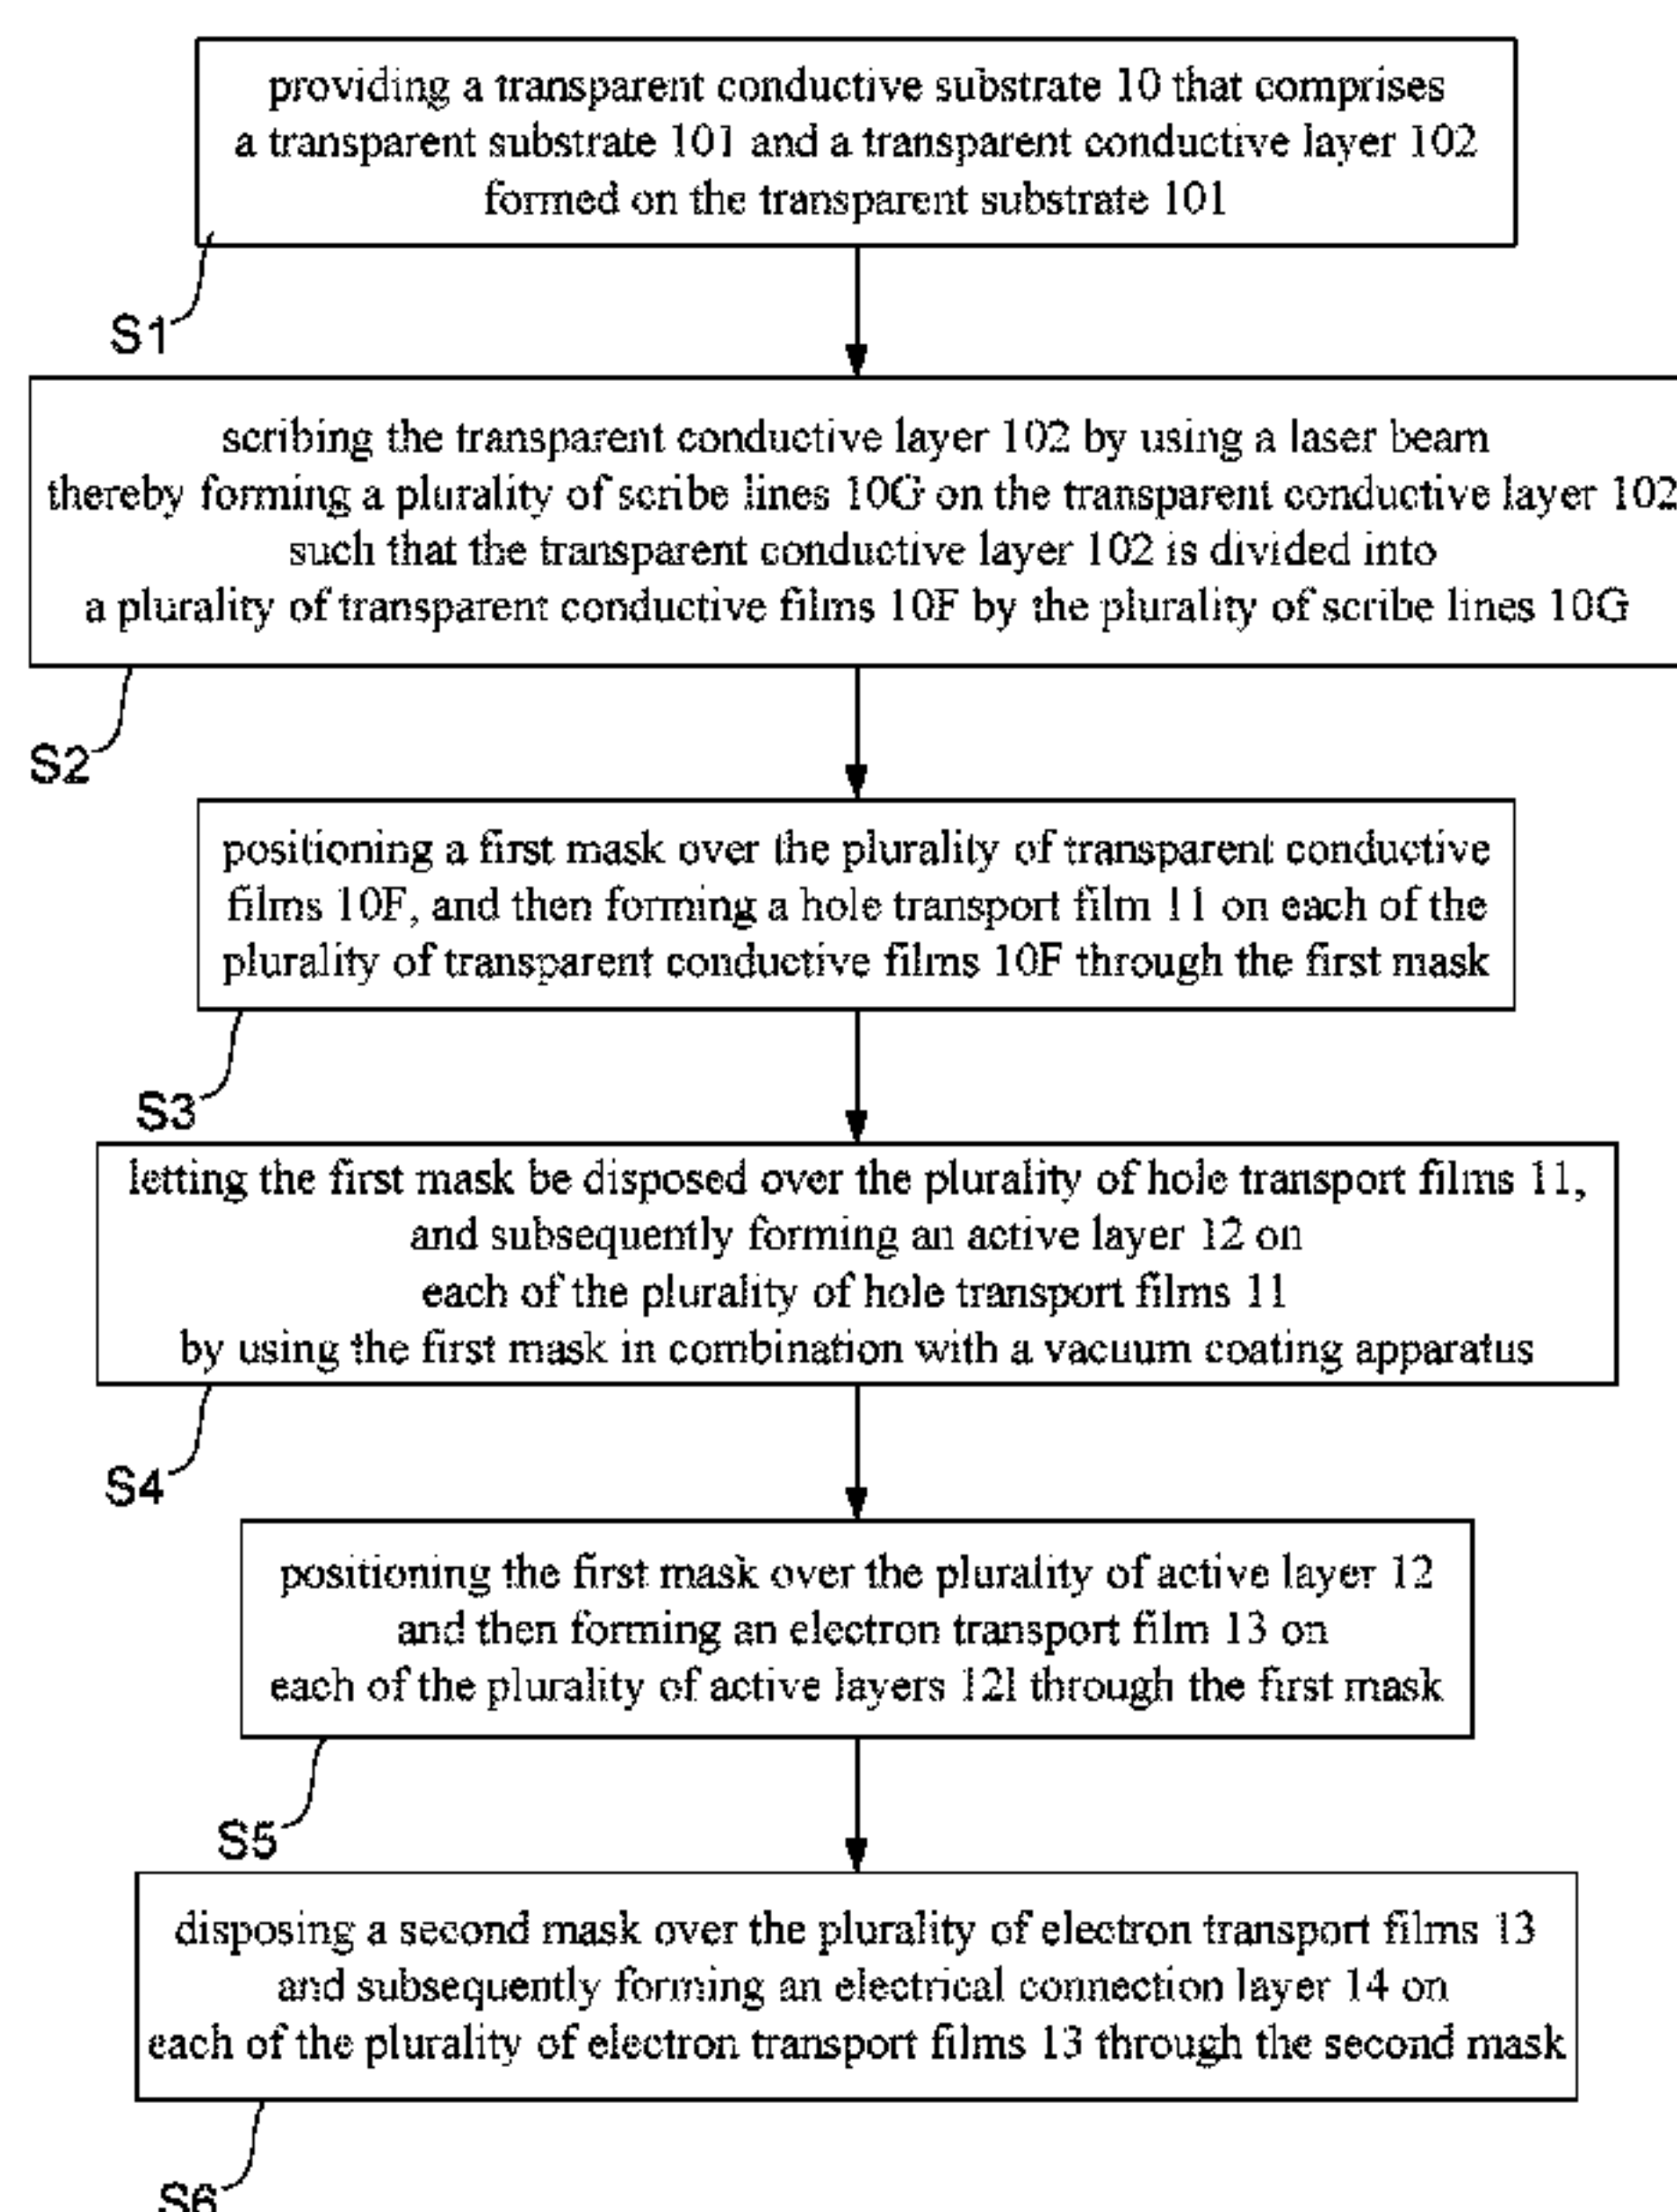 providing a transparent conductive substrate 10 that comprises
a transparent substrate 101 and a transparent conductive layer 102
formed on the transparent substrate 101
S1
scribing the transparent conductive layer 102 by using a laser beam
thereby forming a plurality of scribe lines 10G on the transparent conductive layer 102
such that the transparent conductive layer 102 is divided into
a plurality of transparent conductive films 10F by the plurality of scribe lines 10G
S2
positioning a first mask over the plurality of transparent conductive
films 10F, and then forming a hole transport film 11 on each of the
plurality of transparent conductive films 10F through the first mask
S3
letting the first mask be disposed over the plurality of hole transport films 11,
and subsequently forming an active layer 12 on
each of the plurality of hole transport films 11
by using the first mask in combination with a vacuum coating apparatus
S4
positioning the first mask over the plurality of active layer 12
and then forming an electron transport film 13 on
each of the plurality of active layers 12l through the first mask
S5
disposing a second mask over the plurality of electron transport films 13
and subsequently forming an electrical connection layer 14 on
each of the plurality of electron transport films 13 through the second mask
S6